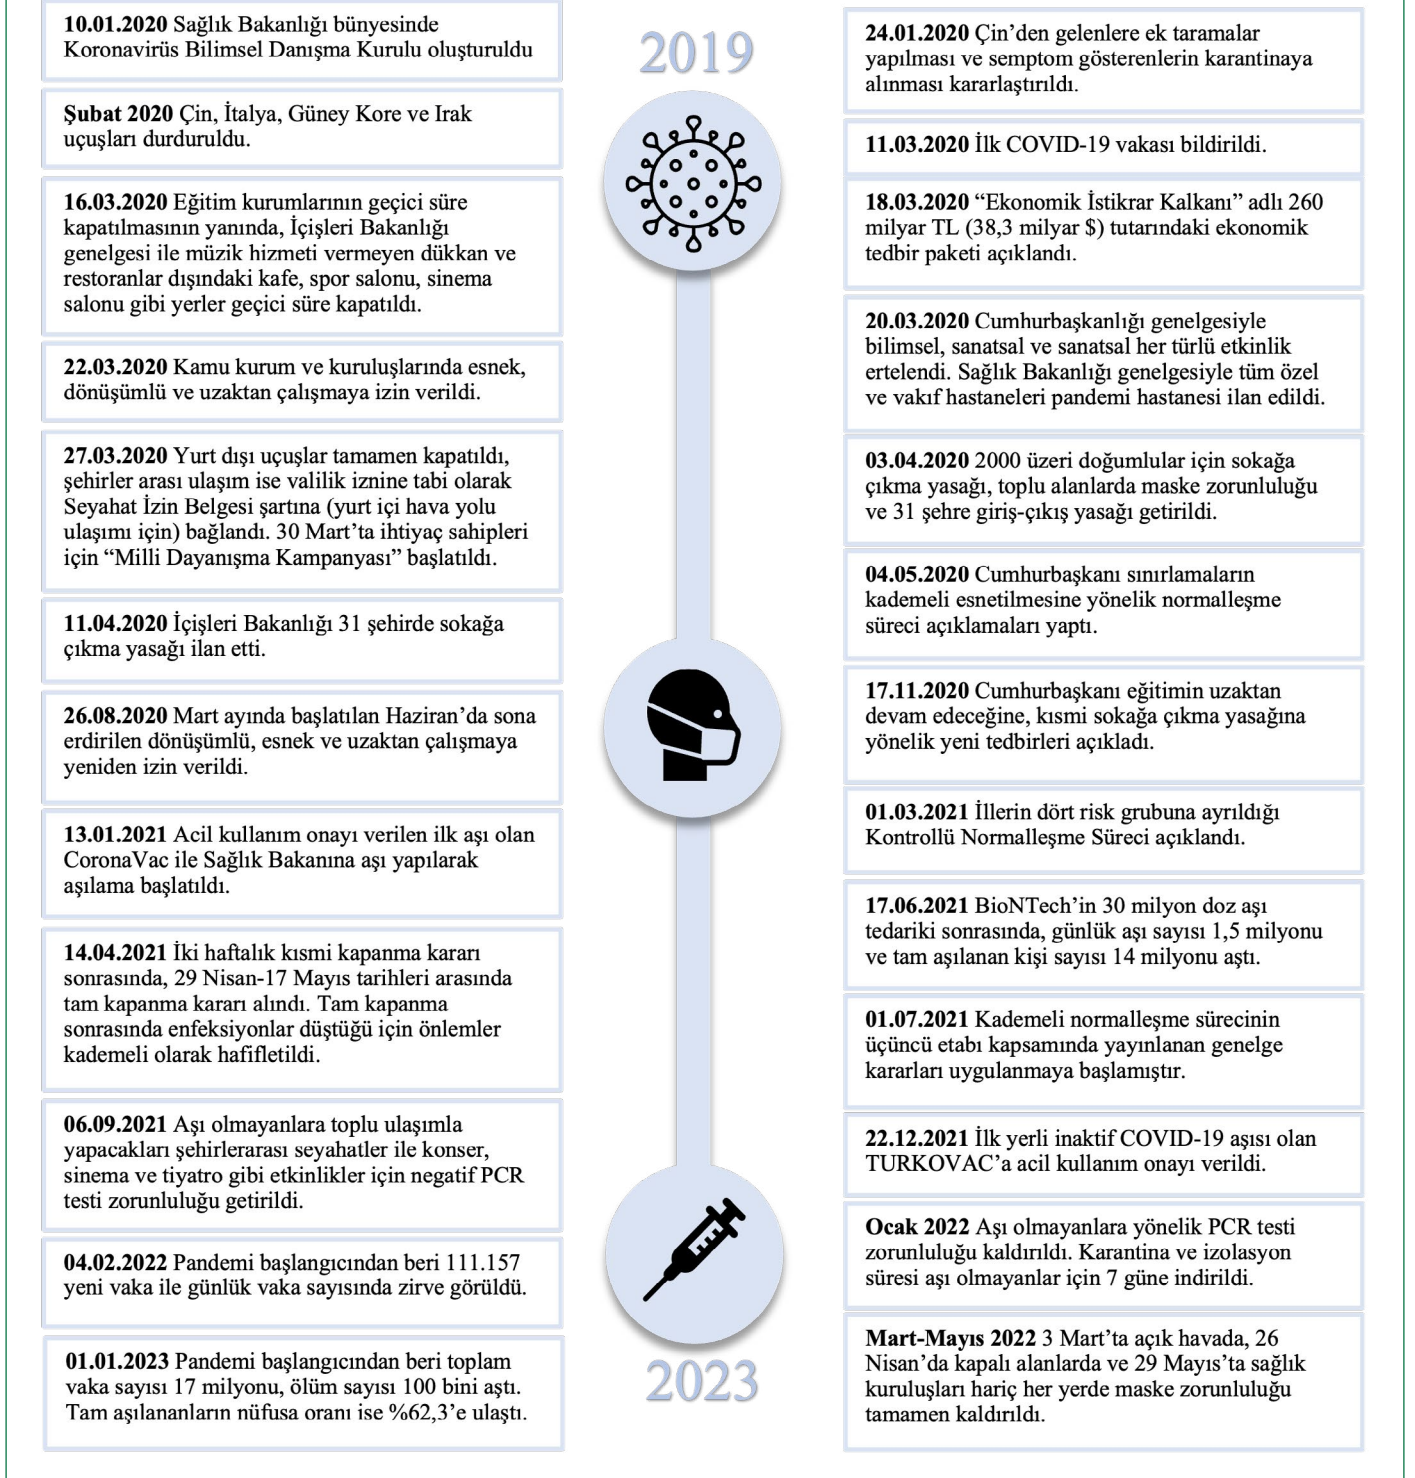 10.01.2020 Sağlık Bakanlığı bünyesinde
Koronavirüs Bilimsel Danışma Kurulu oluşturuldu
Şubat 2020 Çin, İtalya, Güney Kore ve Irak
uçuşları durduruldu.
16.03.2020 Eğitim kurumlarının geçici süre
kapatılmasının yanında, İçişleri Bakanlığı
genelgesi ile müzik hizmeti vermeyen dükkan ve
restoranlar dışındaki kafe, spor salonu, sinema
salonu gibi yerler geçici süre kapatıldı.
22.03.2020 Kamu kurum ve kuruluşlarında esnek,
dönüşümlü ve uzaktan çalışmaya izin verildi.
27.03.2020 Yurt dışı uçuşlar tamamen kapatıldı,
şehirler arası ulaşım ise valilik iznine tabi olarak
Seyahat İzin Belgesi şartına (yurt içi hava yolu
ulaşımı için) bağlandı. 30 Mart’ta ihtiyaç sahipleri
için “Milli Dayanışma Kampanyası” başlatıldı.
11.04.2020 İçişleri Bakanlığı 31 şehirde sokağa
çıkma yasağı ilan etti.
26.08.2020 Mart ayında başlatılan Haziran’da sona
erdirilen dönüşümlü, esnek ve uzaktan çalışmaya
yeniden izin verildi.
13.01.2021 Acil kullanım onayı verilen ilk aşı olan
CoronaVac ile Sağlık Bakanına aşı yapılarak
aşılama başlatıldı.
14.04.2021 İki haftalık kısmi kapanma kararı
sonrasında, 29 Nisan-17 Mayıs tarihleri arasında
tam kapanma kararı alındı. Tam kapanma
sonrasında enfeksiyonlar düştüğü için önlemler
kademeli olarak hafifletildi.
06.09.2021 Aşı olmayanlara toplu ulaşımla
yapacakları şehirlerarası seyahatler ile konser,
sinema ve tiyatro gibi etkinlikler için negatif PCR
testi zorunluluğu getirildi.
04.02.2022 Pandemi başlangıcından beri 111.157
yeni vaka ile günlük vaka sayısında zirve görüldü.
01.01.2023 Pandemi başlangıcından beri toplam
vaka sayısı 17 milyonu, ölüm sayısı 100 bini aştı.
Tam aşılananların nüfusa oranı ise %62,3’e ulaştı.
2019
2023
24.01.2020 Çin’den gelenlere ek taramalar
yapılması ve semptom gösterenlerin karantinaya
alınması kararlaştırıldı.
11.03.2020 İlk COVID-19 vakası bildirildi.
18.03.2020 “Ekonomik İstikrar Kalkanı” adlı 260
milyar TL (38,3 milyar $) tutarındaki ekonomik
tedbir paketi açıklandı.
20.03.2020 Cumhurbaşkanlığı genelgesiyle
bilimsel, sanatsal ve sanatsal her türlü etkinlik
ertelendi. Sağlık Bakanlığı genelgesiyle tüm özel
ve vakıf hastaneleri pandemi hastanesi ilan edildi.
03.04.2020 2000 üzeri doğumlular için sokağa
çıkma yasağı, toplu alanlarda maske zorunluluğu
ve 31 şehre giriş-çıkış yasağı getirildi.
04.05.2020 Cumhurbaşkanı sınırlamaların
kademeli esnetilmesine yönelik normalleşme
süreci açıklamaları yaptı.
17.11.2020 Cumhurbaşkanı eğitimin uzaktan
devam edeceğine, kısmi sokağa çıkma yasağına
yönelik yeni tedbirleri açıkladı.
01.03.2021 İllerin dört risk grubuna ayrıldığı
Kontrollü Normalleşme Süreci açıklandı.
17.06.2021 BioNTech’in 30 milyon doz aşı
tedariki sonrasında, günlük aşı sayısı 1,5 milyonu
ve tam aşılanan kişi sayısı 14 milyonu aştı.
01.07.2021 Kademeli normalleşme sürecinin
üçüncü etabı kapsamında yayınlanan genelge
kararları uygulanmaya başlamıştır.
22.12.2021 İlk yerli inaktif COVID-19 aşısı olan
TURKOVAC’a acil kullanım onayı verildi.
Ocak 2022 Aşı olmayanlara yönelik PCR testi
zorunluluğu kaldırıldı. Karantina ve izolasyon
süresi aşı olmayanlar için 7 güne indirildi.
Mart-Mayıs 2022 3 Mart’ta açık havada, 26
Nisan’da kapalı alanlarda ve 29 Mayıs’ta sağlık
kuruluşları hariç her yerde maske zorunluluğu
tamamen kaldırıldı.